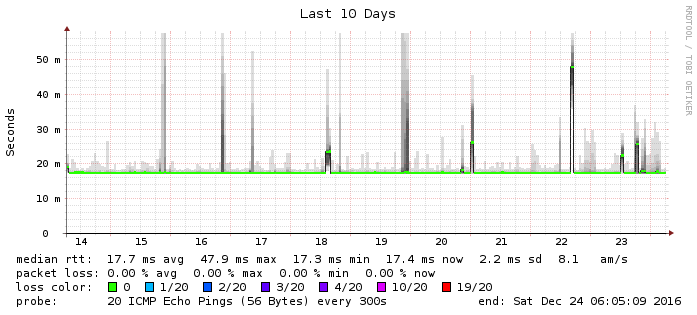 Last 10 Days
RRDTOOL / TOBI OETIKER
Seconds
50 m
40 m
30 m
20 m
10 m
0
14 15 16 17 18 19 20 21 22 23
median rtt: 17.7 ms avg 47.9 ms max 17.3 ms min 17.4 ms now 2.2 ms sd 8.1 am/s
packet loss: 0.00 % avg 0.00 % max 0.00 % min 0.00 % now
loss color: 0 1/20 2/20 3/20 4/20 10/20 19/20
probe: 20 ICMP Echo Pings (56 Bytes) every 300s end: Sat Dec 24 06:05:09 2016